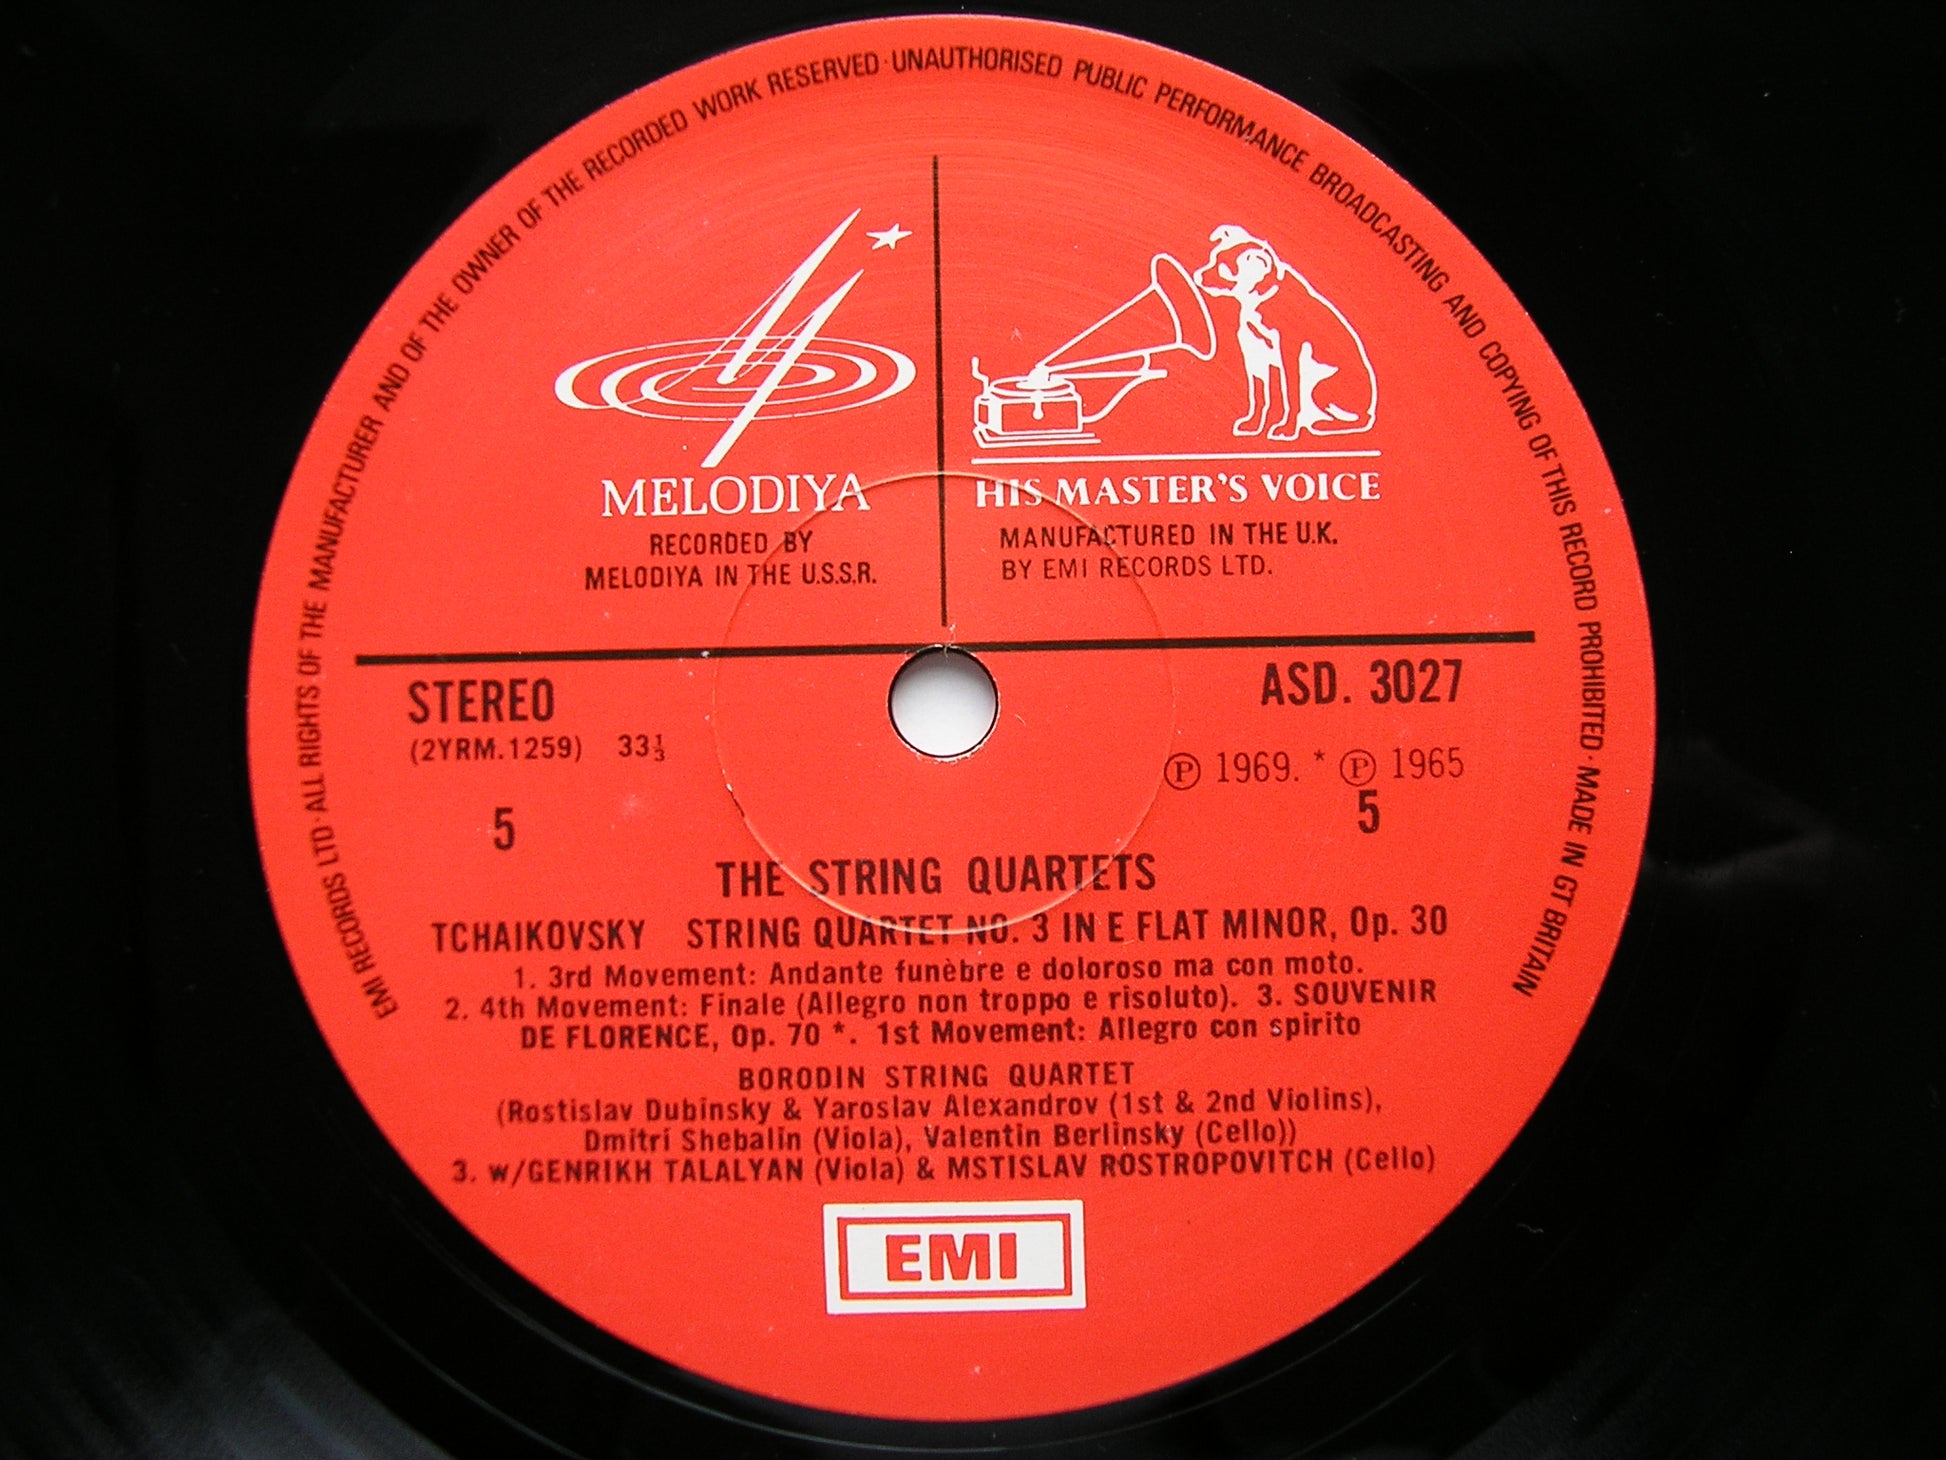 EMI RECORDS LTD · ALL RIGHTS OF THE MANUFACTURER AND OF THE OWNER OF THE RECORDED WORK RESERVED · UNAUTHORISED PUBLIC PERFORMANCE BROADCASTING AND COPYING OF THIS RECORD PROHIBITED · MADE IN GT BRITAIN
MELODIYA
RECORDED BY
MELODIYA IN THE U.S.S.R.
HIS MASTER'S VOICE
MANUFACTURED IN THE U.K.
BY EMI RECORDS LTD.
STEREO
(2YRM.1259) 33⅓
5
ASD. 3027
Ⓟ 1969. * Ⓟ 1965
5
THE STRING QUARTETS
TCHAIKOVSKY STRING QUARTET NO. 3 IN E FLAT MINOR, Op. 30
1. 3rd Movement: Andante funèbre e doloroso ma con moto.
2. 4th Movement: Finale (Allegro non troppo e risoluto). 3. SOUVENIR
DE FLORENCE, Op. 70 *. 1st Movement: Allegro con spirito
BORODIN STRING QUARTET
(Rostislav Dubinsky & Yaroslav Alexandrov (1st & 2nd Violins),
Dmitri Shebalin (Viola), Valentin Berlinsky (Cello))
3. w/GENRIKH TALALYAN (Viola) & MSTISLAV ROSTROPOVITCH (Cello)
EMI